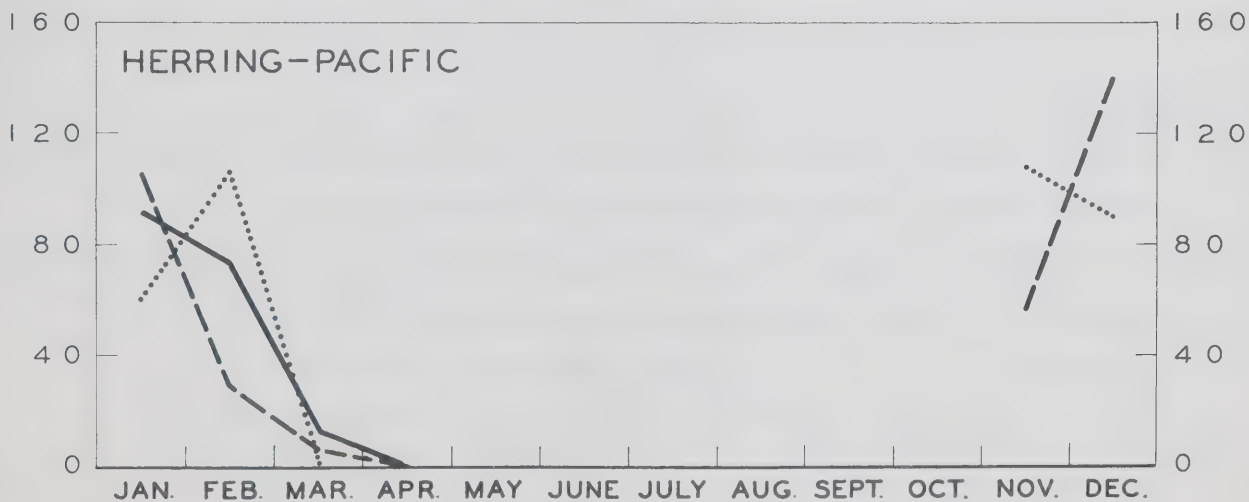 160 160
HERRING-PACIFIC
120 120
80 80
40 40
0 0
JAN. FEB. MAR. APR. MAY JUNE JULY AUG. SEPT. OCT. NOV. DEC.